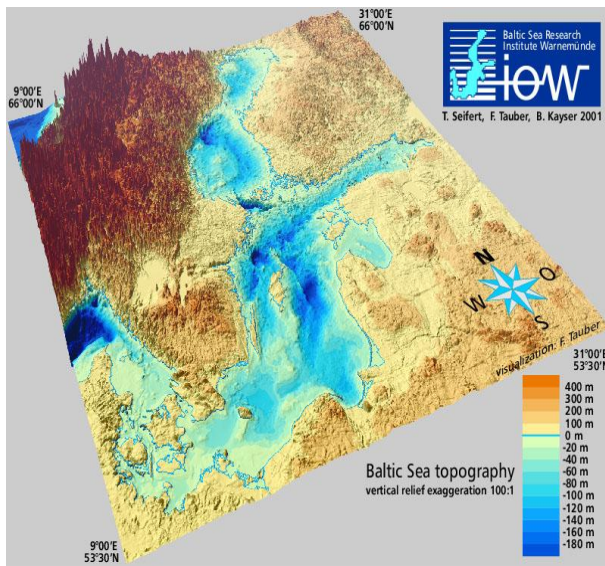 31°00'E
66°00'N
Baltic Sea Research
Institute Warnemünde
iow
T. Seifert, F. Tauber, B. Kayser 2001
9°00'E
66°00'N
N
O
W
S
visualization: F. Tauber
31°00'E
53°30'N
400 m
300 m
200 m
100 m
0 m
-20 m
-40 m
-60 m
-80 m
-100 m
-120 m
-140 m
-160 m
-180 m
Baltic Sea topography
vertical relief exaggeration 100:1
9°00'E
53°30'N